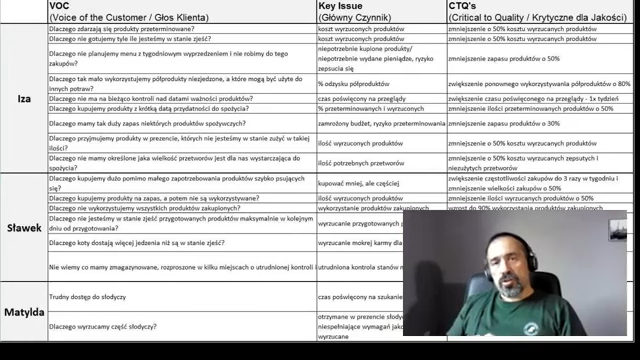 VOC
(Voice of the Customer / Głos Klienta)
Key Issue
(Główny Czynnik)
CTQ's
(Critical to Quality / Krytyczne dla Jakości)
Iza
Dlaczego zdarzają się produkty przeterminowane?
koszt wyrzuconych produktów
zmniejszenie o 50% kosztu wyrzucanych produktów
Dlaczego nie gotujemy tyle ile jesteśmy w stanie zjeść?
koszt wyrzuconych produktów
zmniejszenie o 50% kosztu wyrzucanych produktów
Dlaczego nie planujemy menu z tygodniowym wyprzedzeniem i nie robimy do tego
zakupów?
niepotrzebnie kupione produkty/
niepotrzebnie wydane pieniądze, ryzyko
zepsucia się
zmniejszenie zapasu produktów o 50%
Dlaczego tak mało wykorzystujemy półprodukty niezjedzone, a które mogą być użyte do
innych potraw?
% odzysku półproduktów
zwiększenie ponownego wykorzystywania półproduktów o 80%
Dlaczego nie ma na bieżąco kontroli nad datami ważności produktów?
czas poświęcony na przeglądy
zwiększenie czasu poświęconego na przeglądy - 1x tydzień
Dlaczego kupujemy produkty z krótką datą przydatności do spożycia?
% przeterminowanych i wyrzuconych
zmniejszenie ilości przeterminowanych produktów o 50%
Dlaczego mamy tak duży zapas niektórych produktów spożywczych?
zamrożony budżet, ryzyko przeterminowania
zmniejszenie zapasu produktów o 30%
Dlaczego przyjmujemy produkty w prezencie, których nie jesteśmy w stanie zużyć w takiej
ilości?
ilość wyrzuconych produktów
zmniejszenie o 50% kosztu wyrzucanych produktów
Dlaczego nie mamy określone jaka wielkość przetworów jest dla nas wystarczająca do
spożycia?
ilość potrzebnych przetworów
zmniejszenie o 50% kosztu wyrzucanych zepsutych i
niezużytych przetworów
Sławek
Dlaczego kupujemy dużo pomimo małego zapotrzebowania produktów szybko psujących
się?
kupować mniej, ale częściej
zwiększenie częstotliwości zakupów do 3 razy w tygodniu i
zmniejszenie wielkości zakupów o 50%
Dlaczego kupujemy produkty na zapas, a potem nie są wykorzystywane?
ilość wyrzuconych produktów
zmniejszenie ilości wyrzucanych produktów o 50%
Dlaczego nie wykorzystujemy wszystkich produktów zakupionych?
wykorzystanie produktów zakupionych
wzrost do 90% wykorzystania produktów zakupionych
Dlaczego nie jesteśmy w stanie zjeść przygotowanych produktów maksymalnie w kolejnym
dniu od przygotowania?
wyrzucanie przygotowanych
Dlaczego koty dostają więcej jedzenia niż są w stanie zjeść?
wyrzucanie mokrej karmy dla
Nie wiemy co mamy zmagazynowane, rozproszone w kilku miejscach o utrudnionej kontroli
utrudniona kontrola stanów
Matylda
Trudny dostęp do słodyczy
czas poświęcony na szukanie
Dlaczego wyrzucamy część słodyczy?
otrzymane w prezencie
niespełniające wymagań
wyrzucane